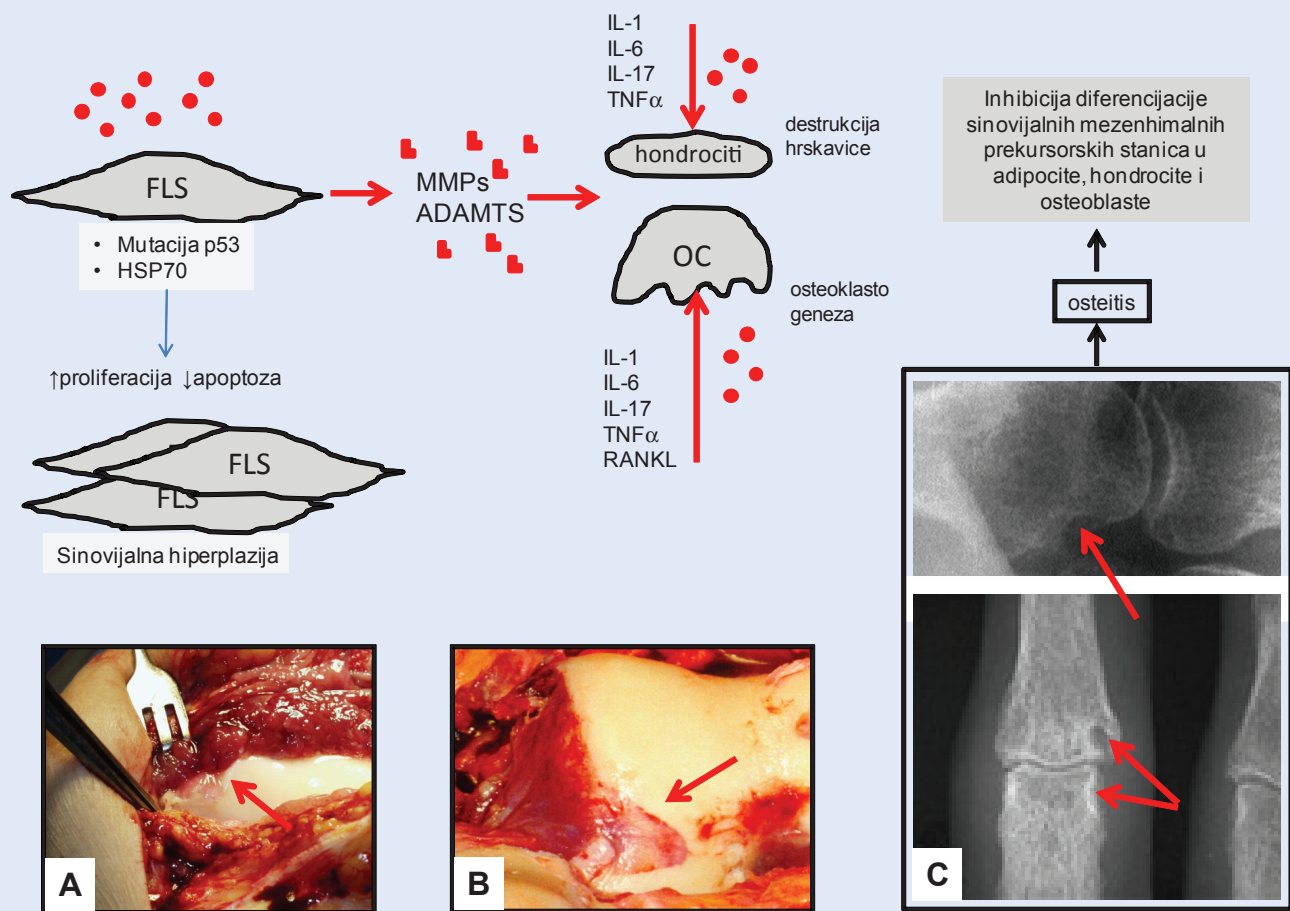 FLS
• Mutacija p53
• HSP70
↑proliferacija ↓apoptoza
FLS
FLS
Sinovijalna hiperplazija
MMPs
ADAMTS
IL-1
IL-6
IL-17
TNFα
hondrociti
destrukcija
hrskavice
OC
osteoklasto
geneza
IL-1
IL-6
IL-17
TNFα
RANKL
Inhibicija diferencijacije
sinovijalnih mezenhimalnih
prekursorskih stanica u
adipocite, hondrocite i
osteoblaste
osteitis
A
B
C